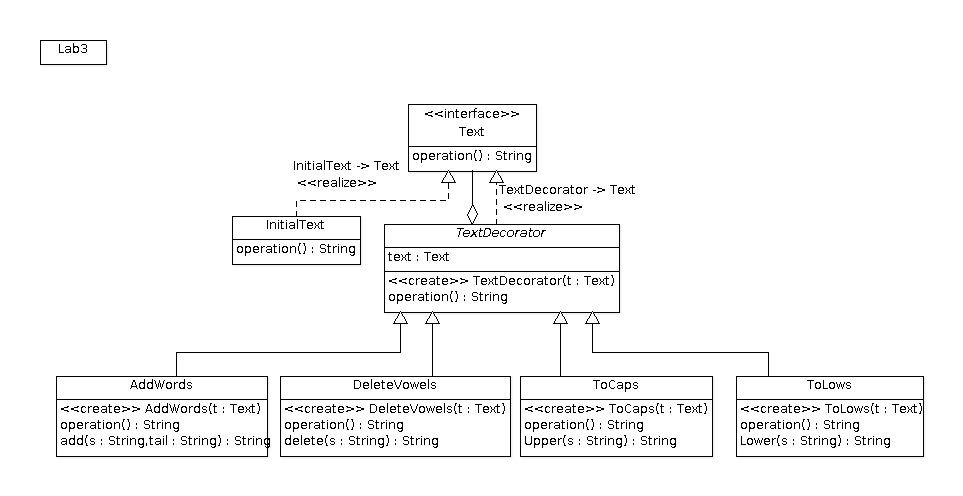 Lab3
<<interface>>
Text
operation() : String
InitialText -> Text
<<realize>>
TextDecorator -> Text
<<realize>>
InitialText
operation() : String
TextDecorator
text : Text
<<create>> TextDecorator(t : Text)
operation() : String
AddWords
<<create>> AddWords(t : Text)
operation() : String
add(s : String,tail : String) : String
DeleteVowels
<<create>> DeleteVowels(t : Text)
operation() : String
delete(s : String) : String
ToCaps
<<create>> ToCaps(t : Text)
operation() : String
Upper(s : String) : String
ToLows
<<create>> ToLows(t : Text)
operation() : String
Lower(s : String) : String